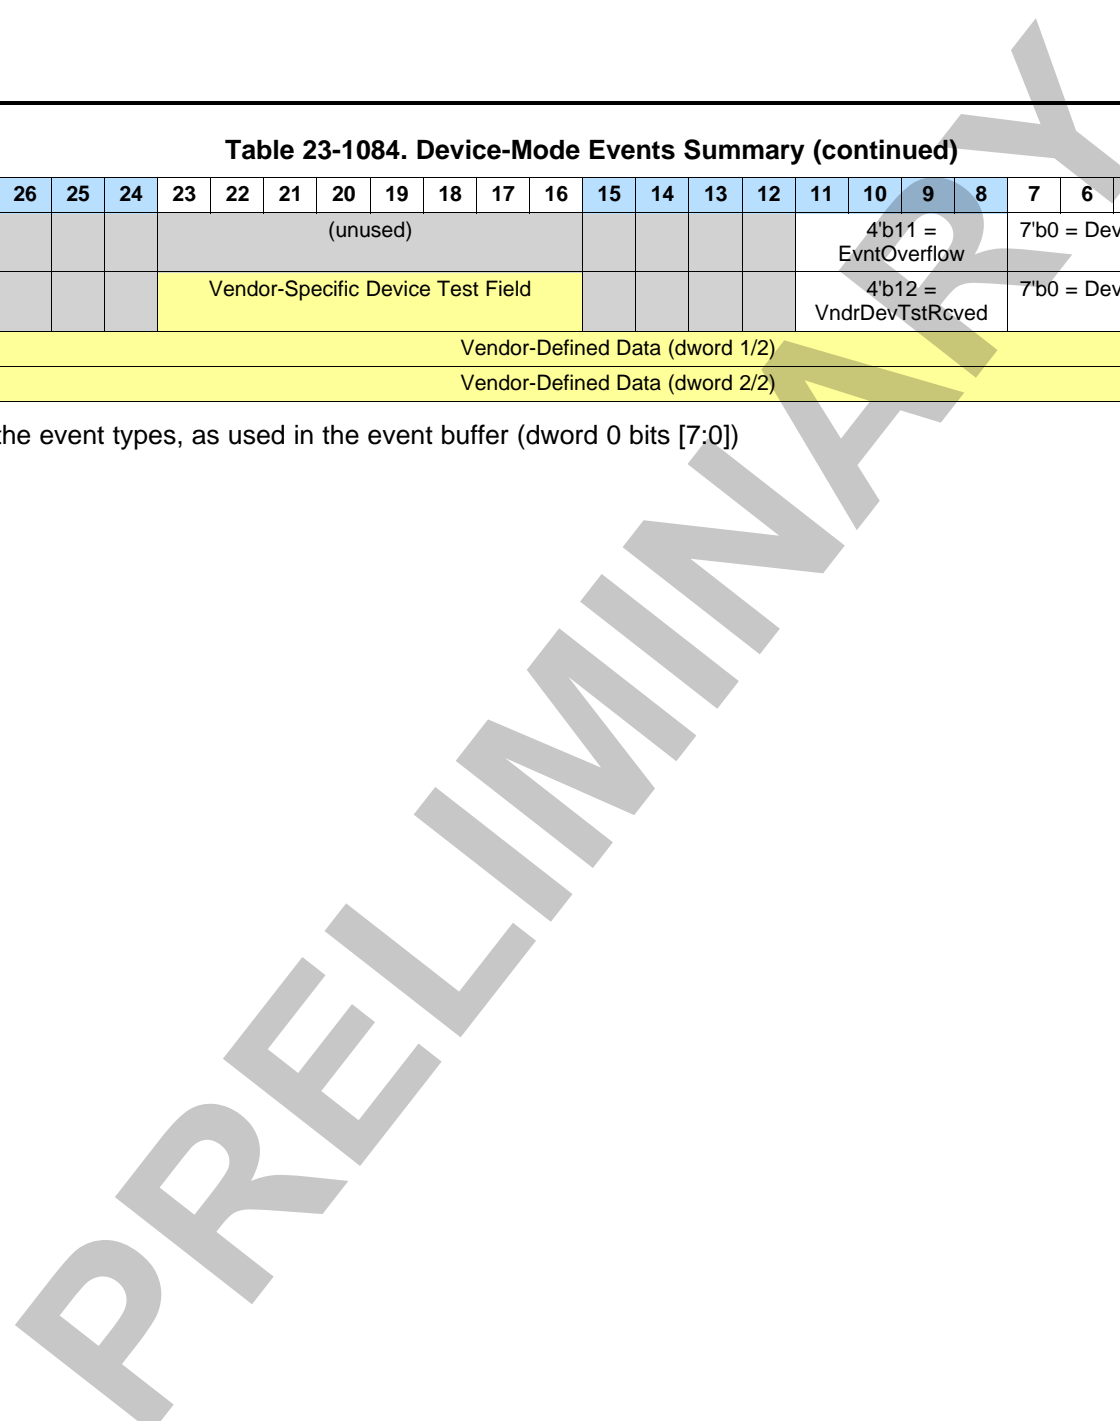 Table 23-1084. Device-Mode Events Summary (continued)
26 25 24 23 22 21 20 19 18 17 16 15 14 13 12 11 10 9 8 7 6
(unused) 4'b11 = 7'b0 = Dev
EvntOverflow
Vendor-Specific Device Test Field 4'b12 = 7'b0 = Dev
VndrDevTstRcved
Vendor-Defined Data (dword 1/2)
Vendor-Defined Data (dword 2/2)
the event types, as used in the event buffer (dword 0 bits [7:0])
PRELIMINARY